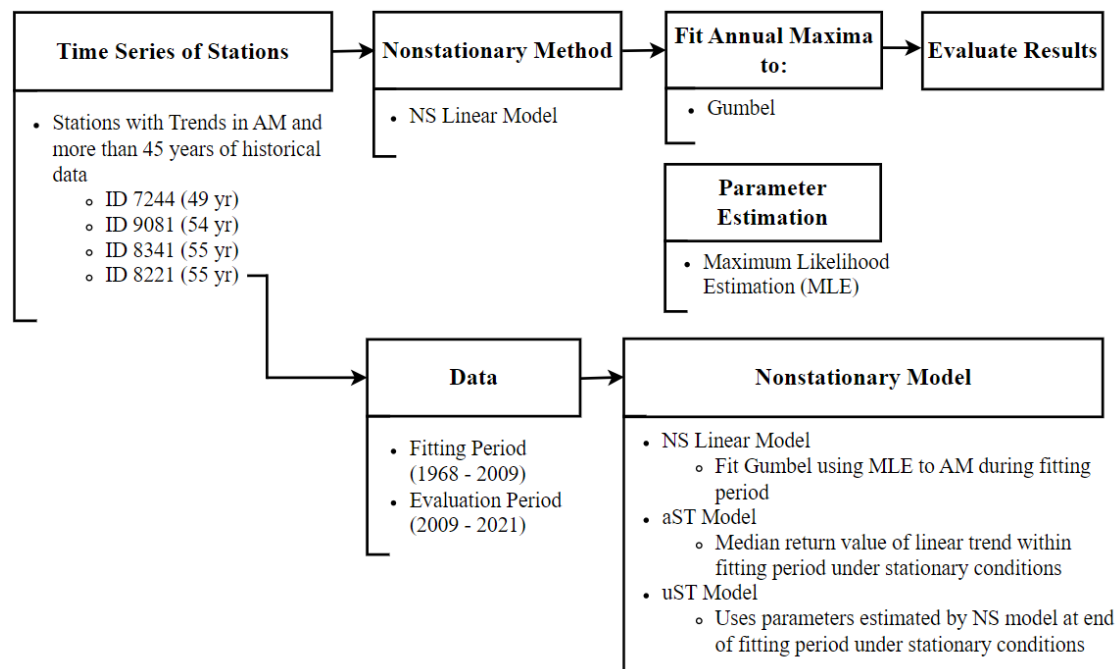 Time Series of Stations
• Stations with Trends in AM and
more than 45 years of historical
data
ID 7244 (49 yr)
ID 9081 (54 yr)
ID 8341 (55 yr)
ID 8221 (55 yr)
Nonstationary Method
• NS Linear Model
Fit Annual Maxima
to:
• Gumbel
Evaluate Results
Parameter
Estimation
• Maximum Likelihood
Estimation (MLE)
Data
• Fitting Period
(1968 - 2009)
• Evaluation Period
(2009 - 2021)
Nonstationary Model
• NS Linear Model
Fit Gumbel using MLE to AM during fitting
period
• aST Model
Median return value of linear trend within
fitting period under stationary conditions
• uST Model
Uses parameters estimated by NS model at end
of fitting period under stationary conditions